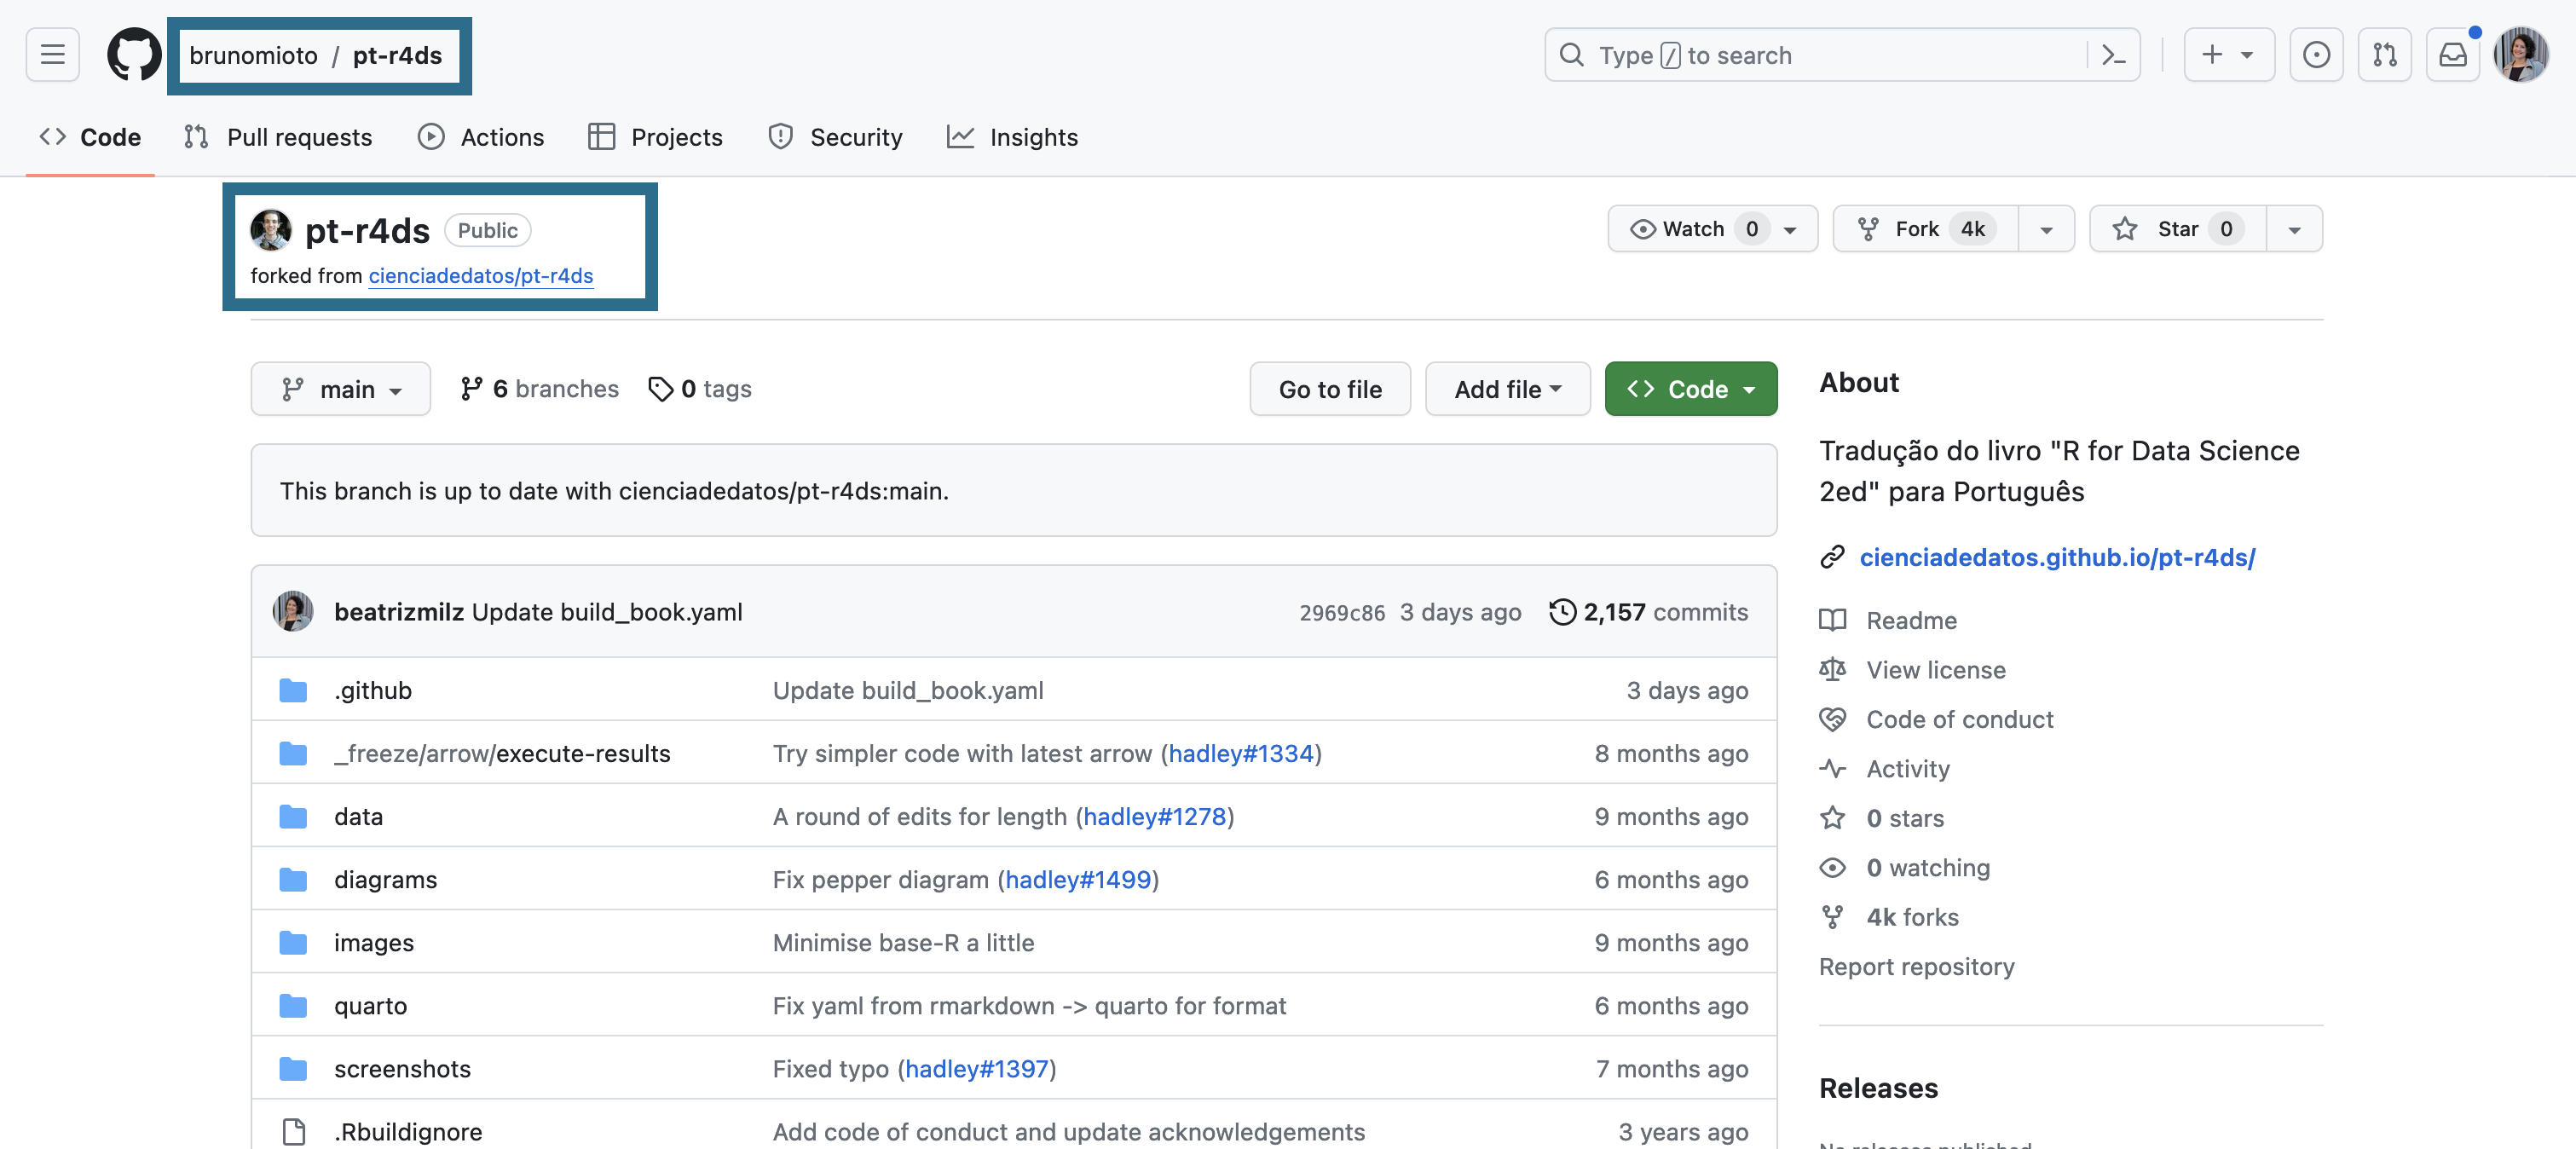 brunomioto / pt-r4ds
Type / to search
Code Pull requests Actions Projects Security Insights
pt-r4ds Public
forked from cienciadedatos/pt-r4ds
Watch 0 Fork 4k Star 0
main 6 branches 0 tags Go to file Add file Code
This branch is up to date with cienciadedatos/pt-r4ds:main.
beatrizmilz Update build_book.yaml 2969c86 3 days ago 2,157 commits
.github Update build_book.yaml 3 days ago
_freeze/arrow/execute-results Try simpler code with latest arrow (hadley#1334) 8 months ago
data A round of edits for length (hadley#1278) 9 months ago
diagrams Fix pepper diagram (hadley#1499) 6 months ago
images Minimise base-R a little 9 months ago
quarto Fix yaml from rmarkdown -> quarto for format 6 months ago
screenshots Fixed typo (hadley#1397) 7 months ago
.Rbuildignore Add code of conduct and update acknowledgements 3 years ago
About
Tradução do livro "R for Data Science
2ed" para Português
cienciadedatos.github.io/pt-r4ds/
Readme
View license
Code of conduct
Activity
0 stars
0 watching
4k forks
Report repository
Releases
No releases published